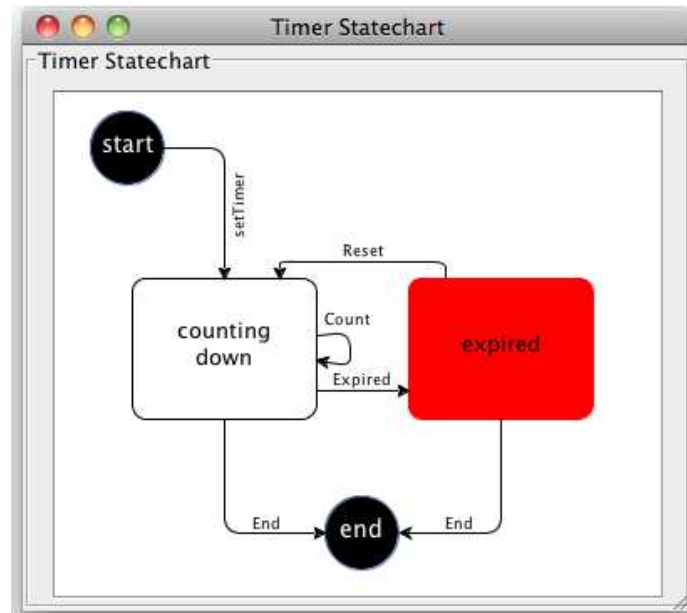 Timer Statechart
Timer Statechart
start
setTimer
Reset
counting
down
Count
expired
Expired
End
end
End